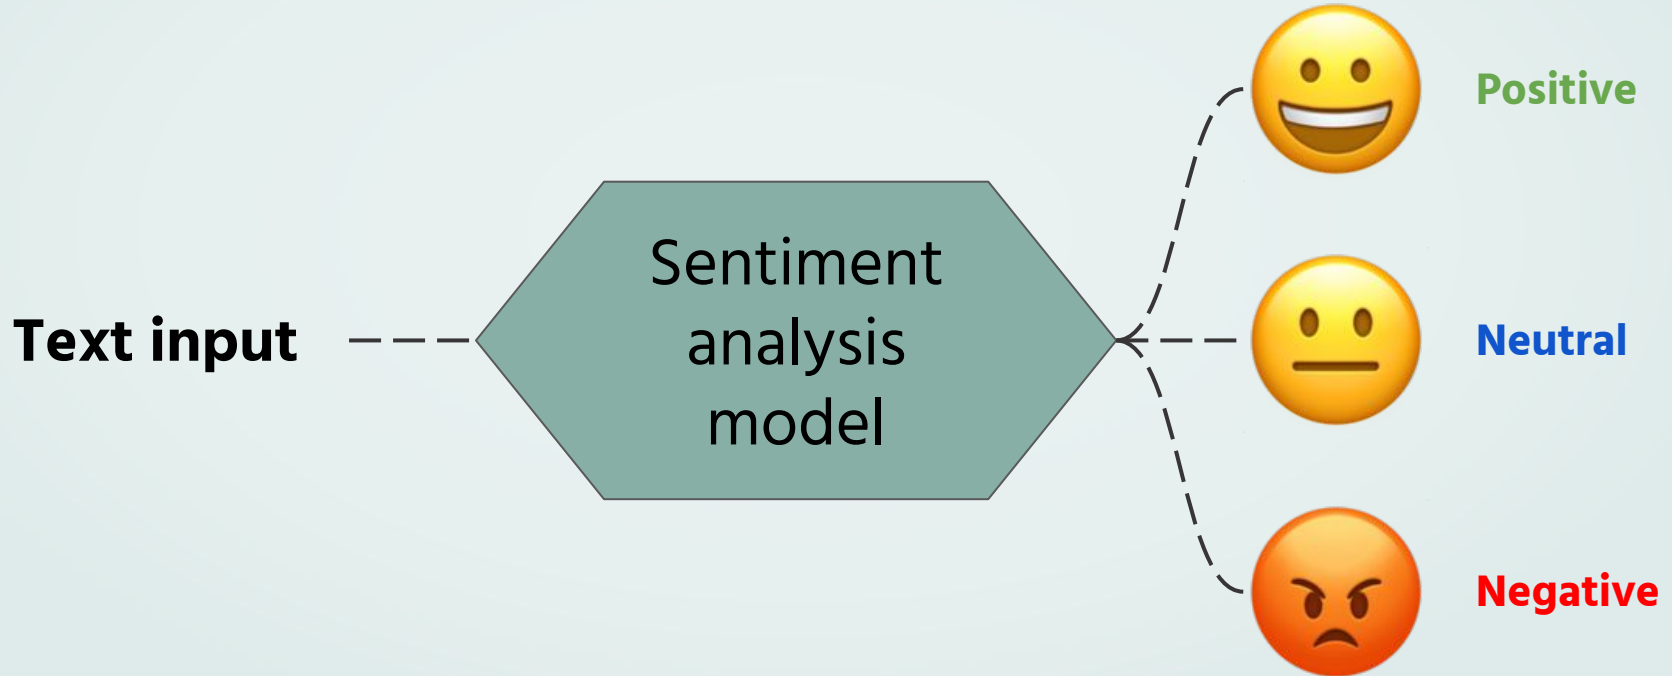 Positive
Text input
Sentiment
analysis
model
Neutral
Negative